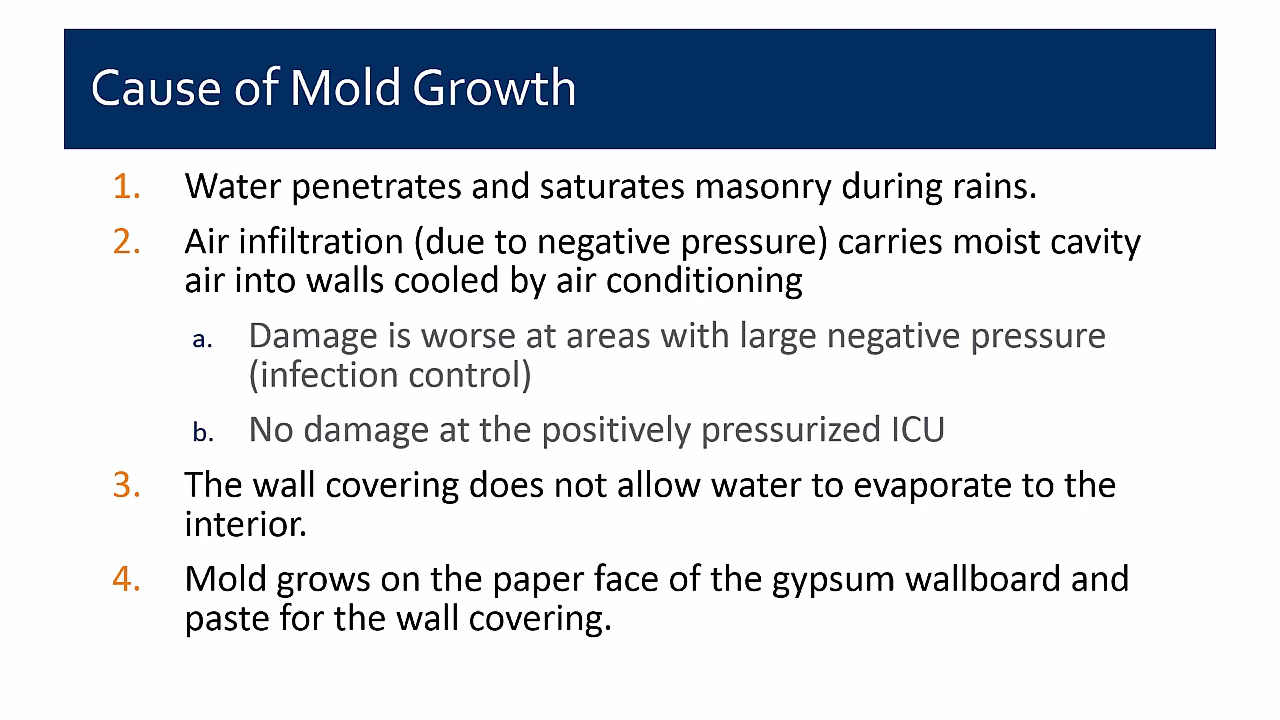 Cause of Mold Growth
1. Water penetrates and saturates masonry during rains.
2. Air infiltration (due to negative pressure) carries moist cavity
air into walls cooled by air conditioning
a. Damage is worse at areas with large negative pressure
(infection control)
b. No damage at the positively pressurized ICU
3. The wall covering does not allow water to evaporate to the
interior.
4. Mold grows on the paper face of the gypsum wallboard and
paste for the wall covering.